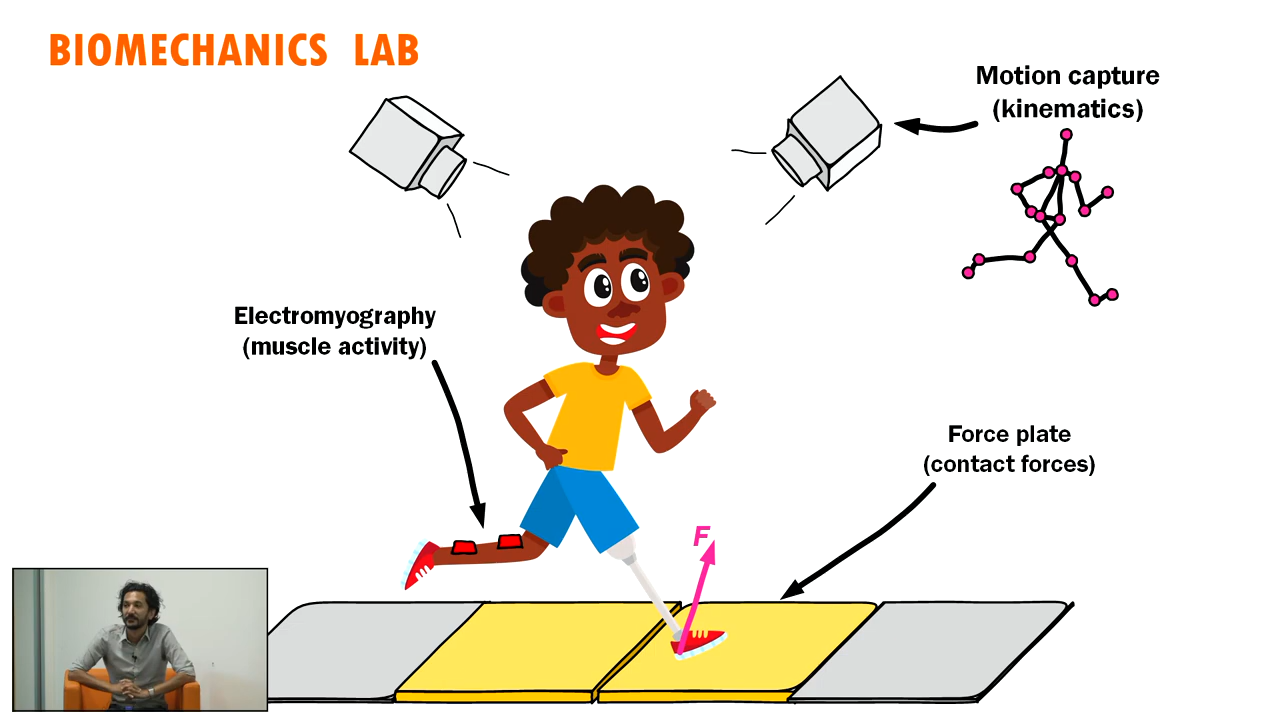 BIOMECHANICS LAB
Motion capture
(kinematics)
Electromyography
(muscle activity)
Force plate
(contact forces)
F